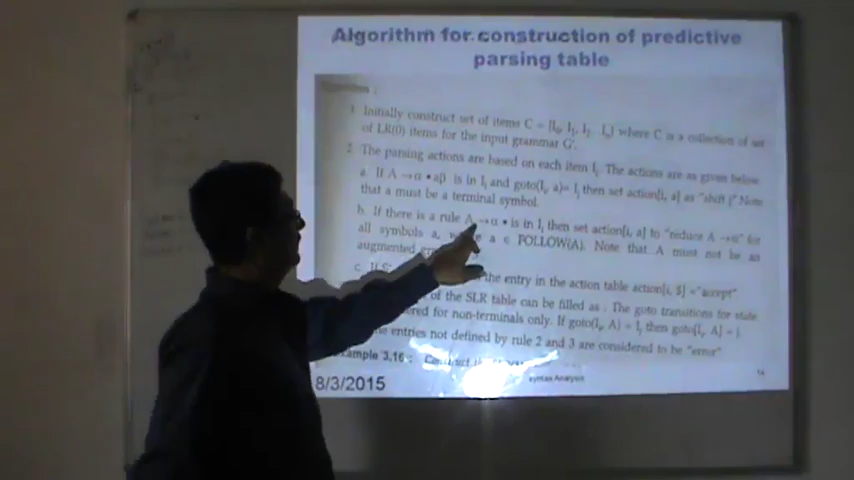 Algorithm for construction of predictive
parsing table
1. Initially construct set of items C = {I0, I1, I2...In} where C is a collection of set
of LR(0) items for the input grammar G'.
2. The parsing actions are based on each item Ii. The actions are as given below
a. If A → α • aβ is in Ii and goto(Ii, a) = Ij then set action[i, a] as "shift j" Note
that a must be a terminal symbol.
b. If there is a rule A → α • is in Ii then set action[i, a] to "reduce A → α" for
all symbols a, a ∈ FOLLOW(A). Note that A must not be an
augmented
c. If the entry in the action table action[i, $] = "accept"
of the SLR table can be filled as . The goto transitions for state
for non-terminals only. If goto(Ii, A) = Ij then goto[Ii, A] = j
entries not defined by rule 2 and 3 are considered to be "error"
Example 3.16 : Construct the
8/3/2015
syntax Analysis